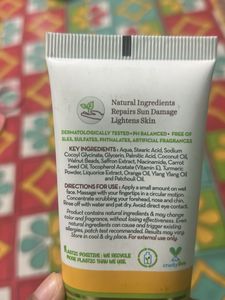 Natural Ingredients
Repairs Sun Damage
Lightens Skin
DERMATOLOGICALLY TESTED • PH BALANCED • FREE OF
SLES, SULFATES, PHTHALATES, ARTIFICIAL FRAGRANCES
KEY INGREDIENTS: Aqua, Stearic Acid, Sodium
Cocoyl Glycinate, Glycerin, Palmitic Acid, Coconut Oil,
Walnut Beads, Saffron Extract, Niacinamide, Carrot
Seed Oil, Tocopherol Acetate (Vitamin E), Turmeric
Powder, Liquorice Extract, Orange Oil, Ylang Ylang Oil
and Patchouli Oil.
DIRECTIONS FOR USE: Apply a small amount on wet
face. Massage with your fingertips in a circular motion.
Concentrate scrubbing your forehead, nose and chin.
Rinse off with water and pat dry. Avoid direct eye contact.
Product contains natural ingredients & may change
color and fragrance, without losing effectiveness. Even
natural ingredients can cause and trigger existing
allergies, patch test recommended. Results may vary.
Store in cool & dry place. For external use only.
PLASTIC POSITIVE: WE RECYCLE
MORE PLASTIC THAN WE USE.